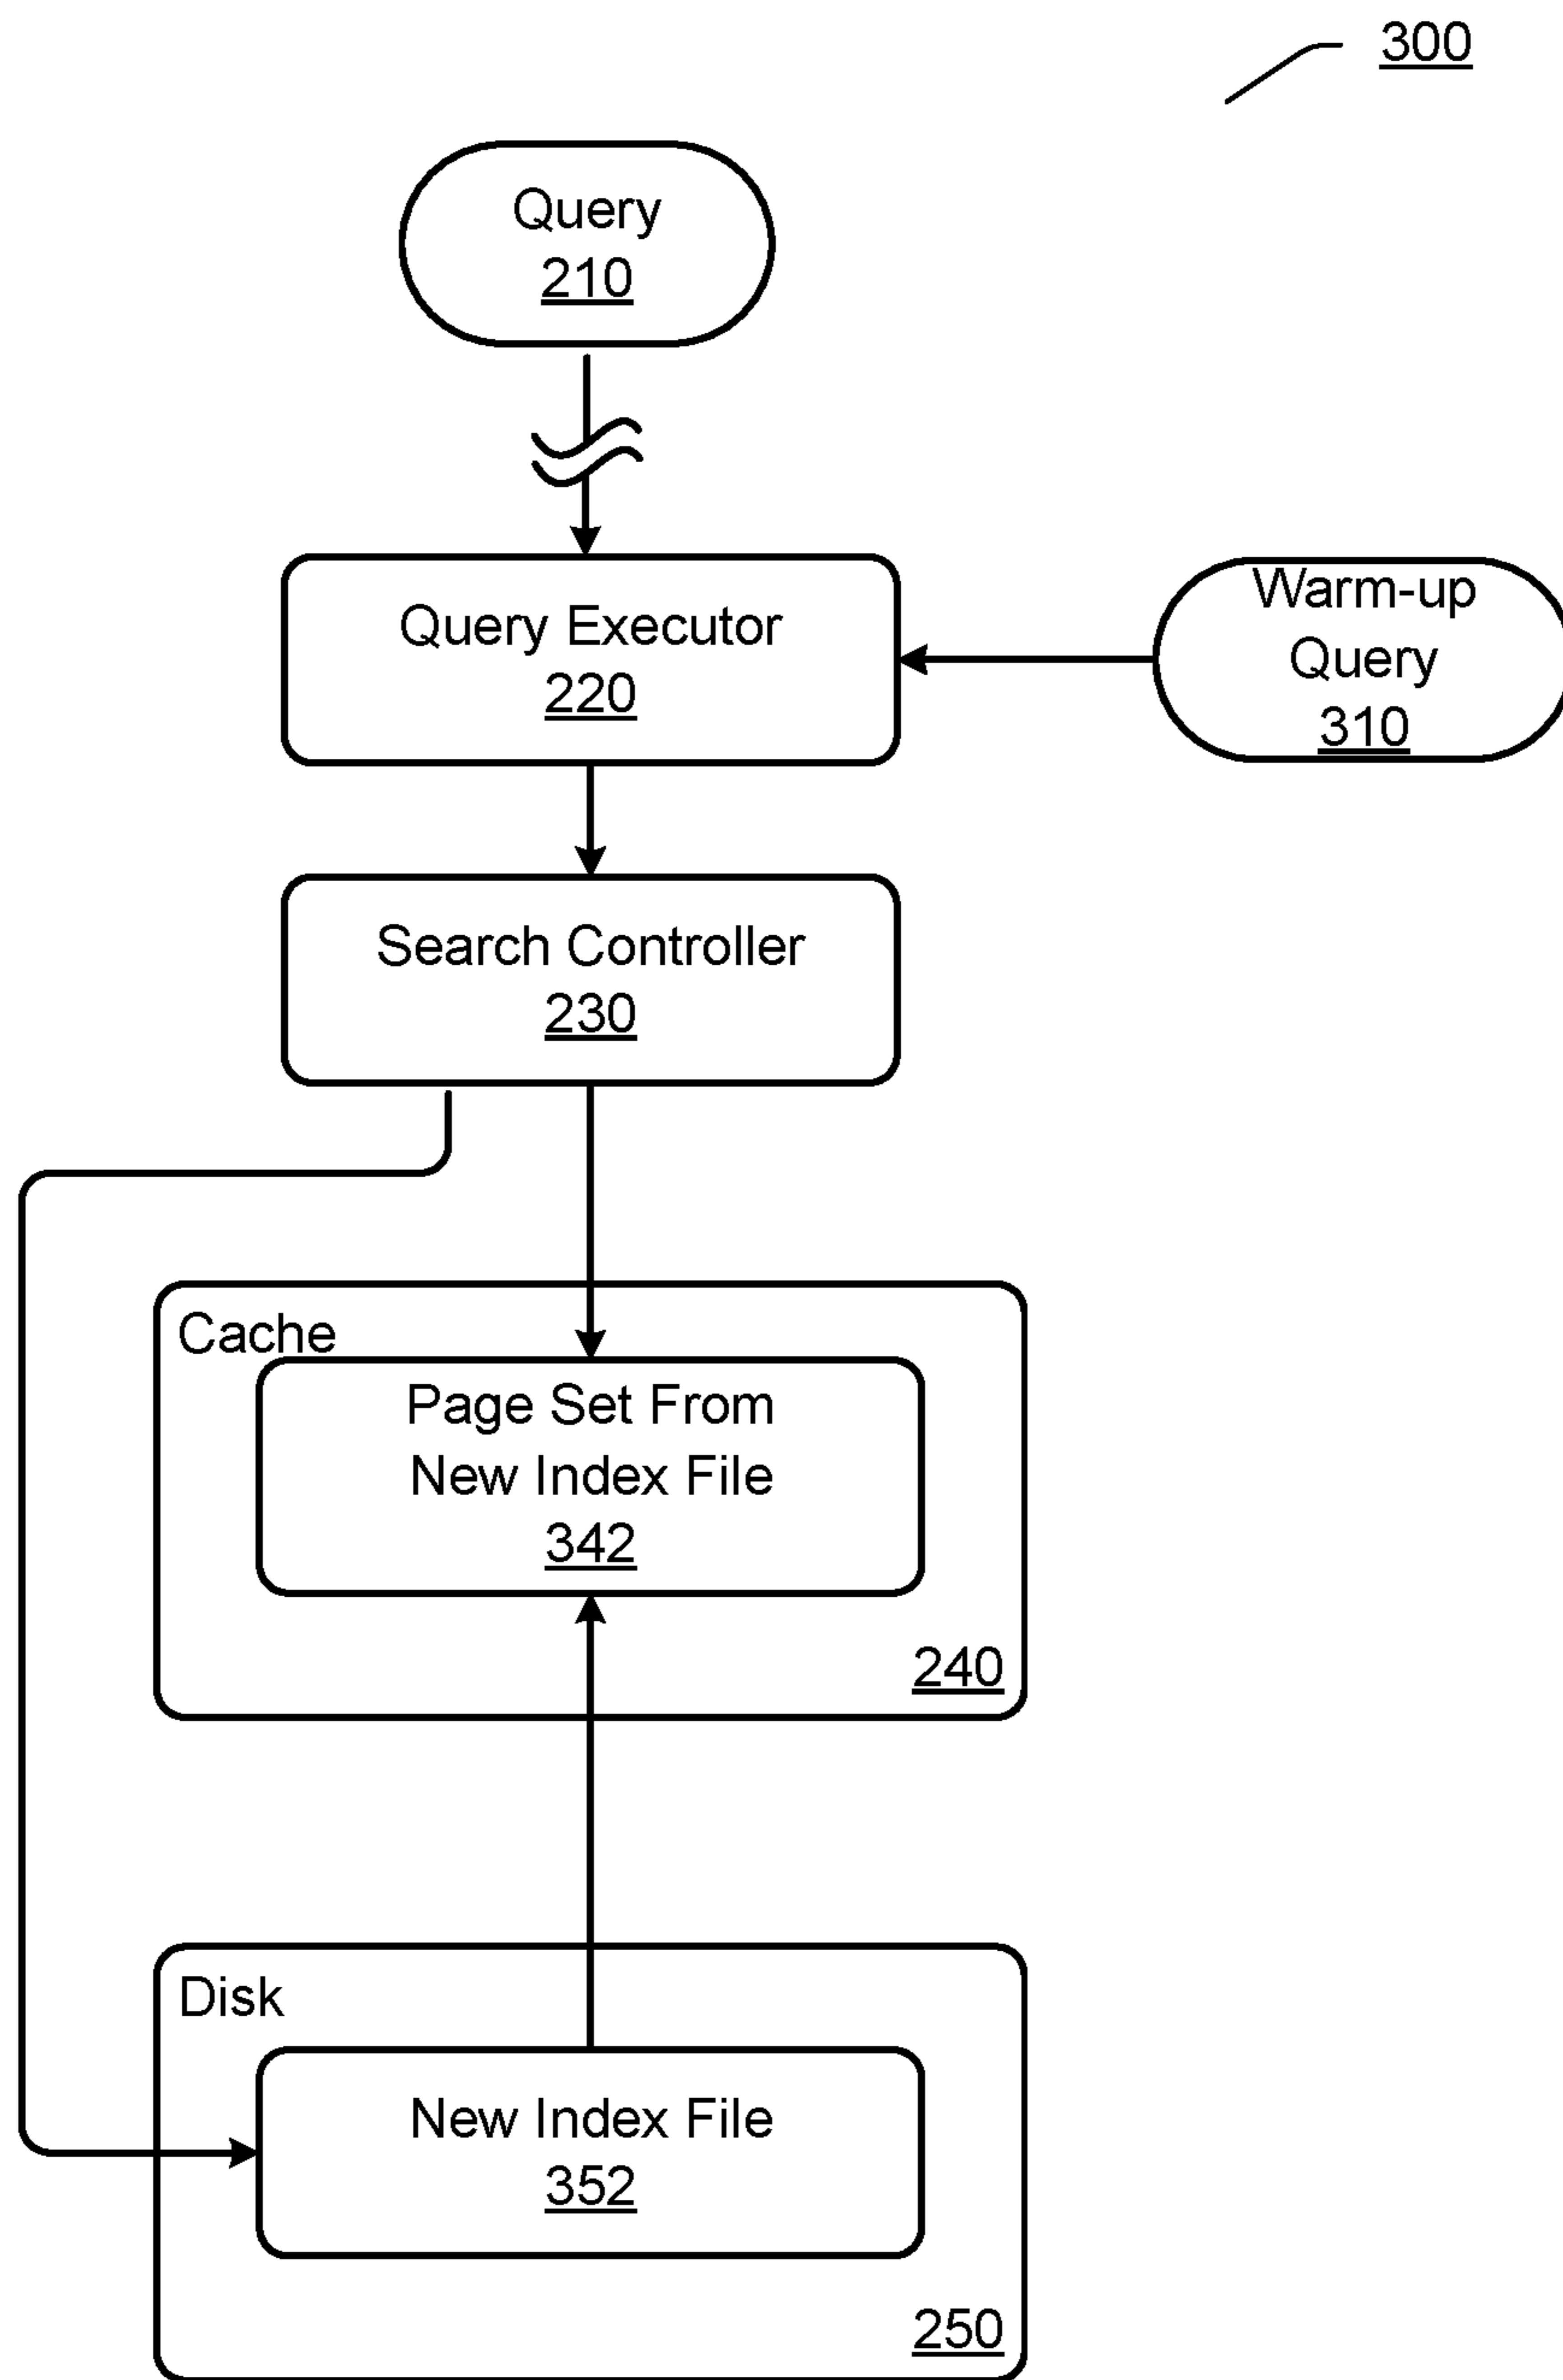 300
Query
210
Query Executor
220
Warm-up
Query
310
Search Controller
230
Cache
Page Set From
New Index File
342
240
Disk
New Index File
352
250